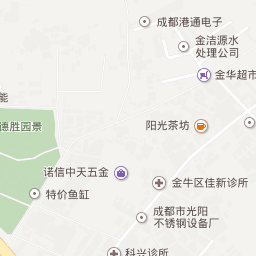 成都港通电子
金洁源水
处理公司
金华超市
能
德胜园景
阳光茶坊
诺信中天五金
特价鱼缸
金牛区佳新诊所
成都市光阳
不锈钢设备厂
科兴诊所